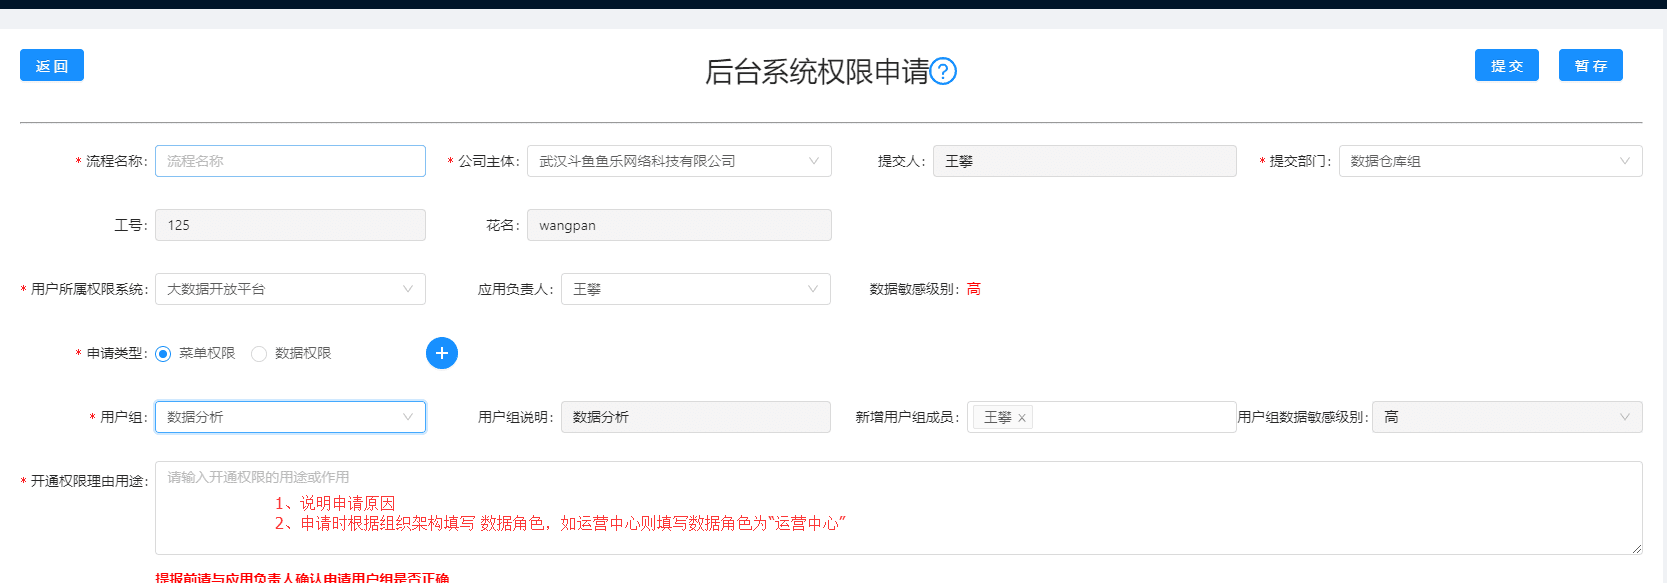 返 回
后台系统权限申请?
提 交
暂 存
* 流程名称: 流程名称
* 公司主体: 武汉斗鱼鱼乐网络科技有限公司
提交人: 王攀
* 提交部门: 数据仓库组
工号: 125
花名: wangpan
* 用户所属权限系统: 大数据开放平台
应用负责人: 王攀
数据敏感级别: 高
* 申请类型: 菜单权限 数据权限
* 用户组: 数据分析
用户组说明: 数据分析
新增用户组成员: 王攀 x
用户组数据敏感级别: 高
* 开通权限理由用途: 请输入开通权限的用途或作用
1、说明申请原因
2、申请时根据组织架构填写 数据角色，如运营中心则填写数据角色为“运营中心”
提报前请与应用负责人确认申请用户组是否正确